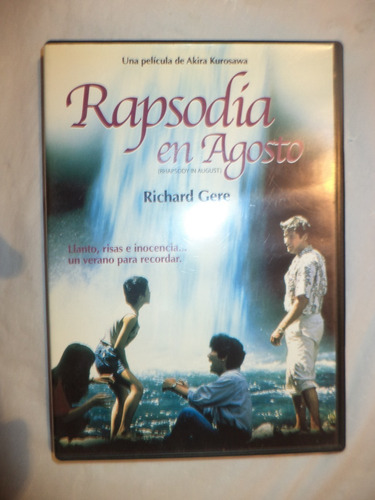 Una película de Akira Kurosawa
Rapsodia
en Agosto
(RHAPSODY IN AUGUST)
Richard Gere
Llanto, risas e inocencia...
un verano para recordar.